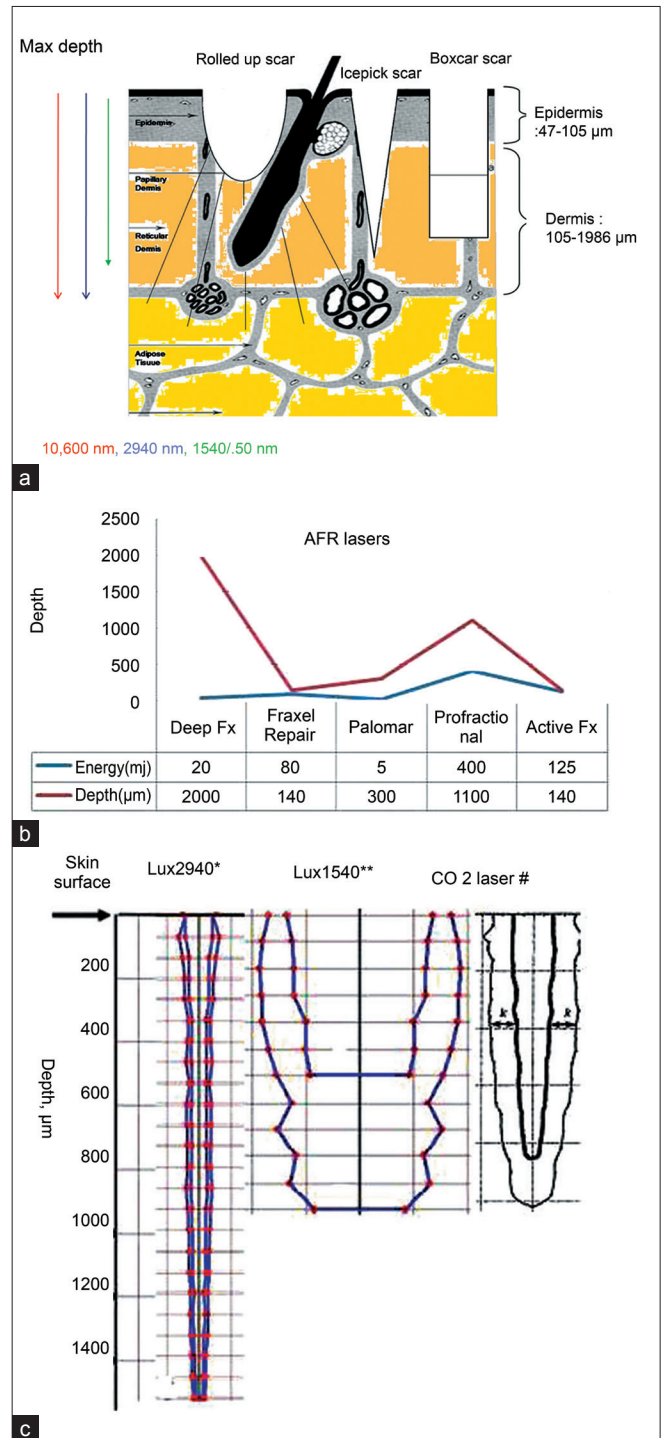 Max depth
Rolled up scar
Icepick scar
Boxcar scar
Epidermis
Epidermis
:47-105 µm
Papillary
Dermis
Reticular
Dermis
Dermis :
105-1986 µm
Adipose
Tisuue
10,600 nm, 2940 nm, 1540/.50 nm
a
AFR lasers
2500
2000
1500
1000
500
0
Depth
Deep Fx
Fraxel
Repair
Palomar
Profractio
nal
Active Fx
Energy(mj) 20 80 5 400 125
Depth(µm) 2000 140 300 1100 140
b
Skin
surface
Lux2940*
Lux1540**
CO 2 laser #
200
400
600
800
1000
1200
1400
Depth, µm
c